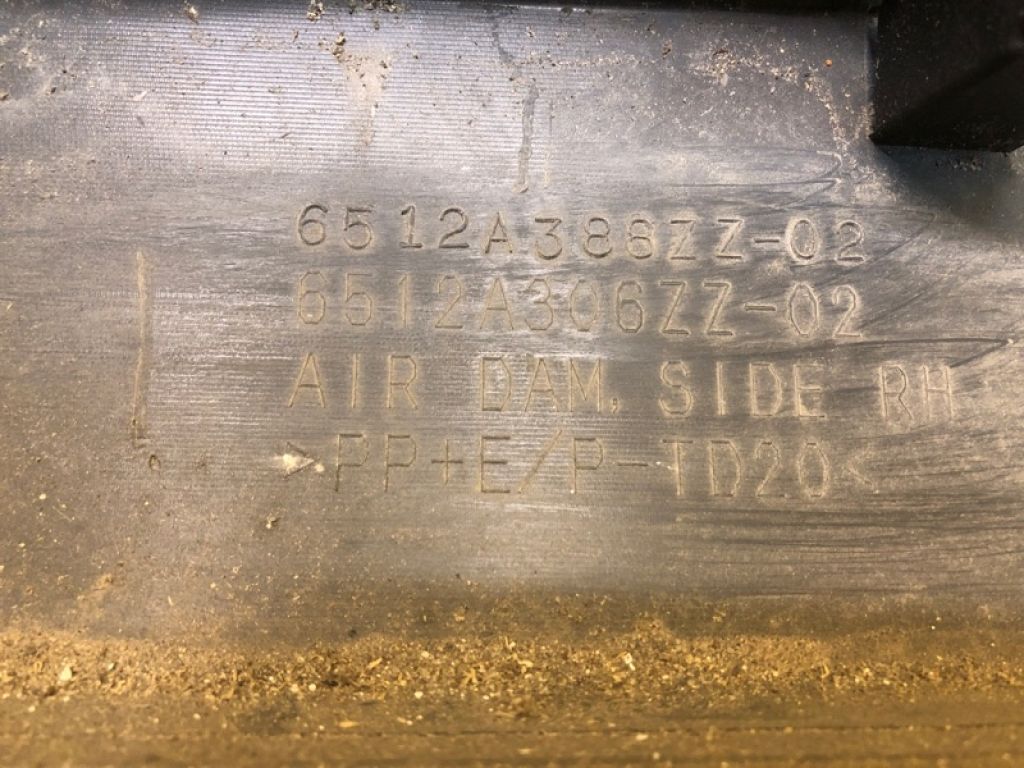 6512A388ZZ-02
6512A306ZZ-02
AIR DAM, SIDE RH
>PP+E/P-TD20<